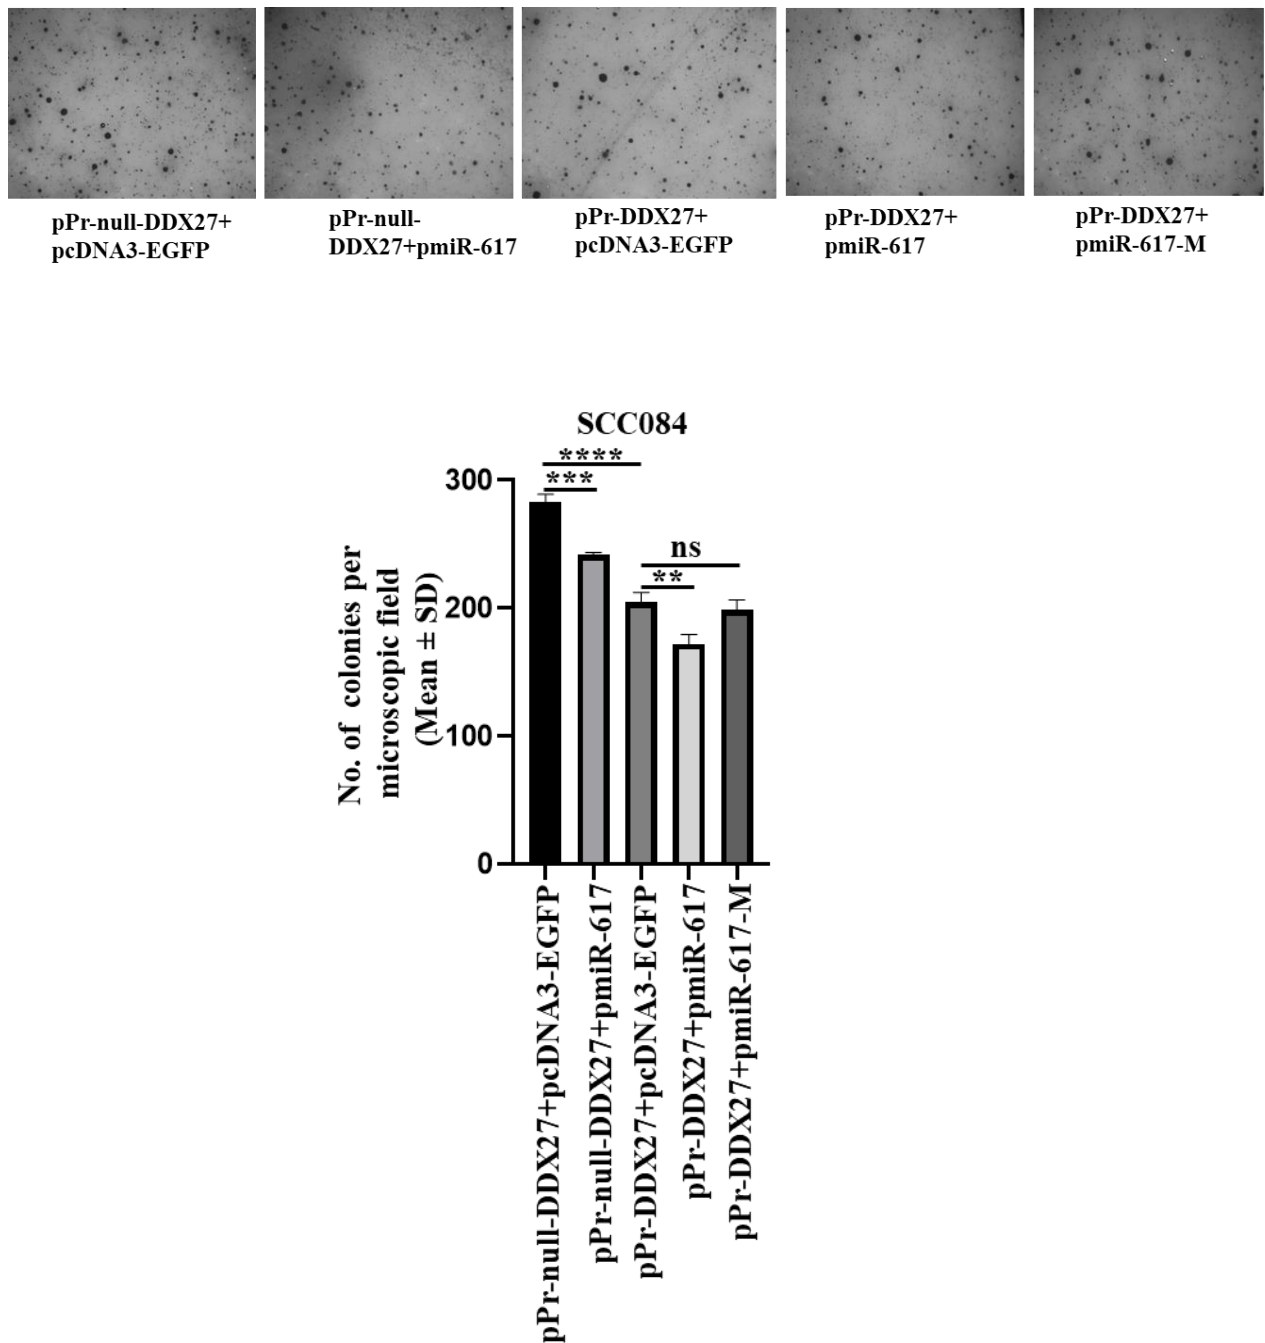 pPr-null-DDX27+
pcDNA3-EGFP
pPr-null-
DDX27+pmiR-617
pPr-DDX27+
pcDNA3-EGFP
pPr-DDX27+
pmiR-617
pPr-DDX27+
pmiR-617-M
SCC084
****
***
ns
**
No. of colonies per
microscopic field
(Mean ± SD)
300
200
100
0
pPr-null-DDX27+pcDNA3-EGFP
pPr-null-DDX27+pmiR-617
pPr-DDX27+pcDNA3-EGFP
pPr-DDX27+pmiR-617
pPr-DDX27+pmiR-617-M